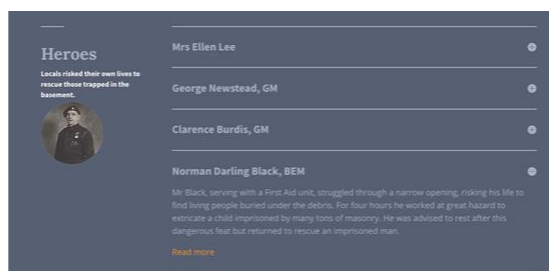 Heroes
Locals risked their own lives to
rescue those trapped in the
basement.
Mrs Ellen Lee
George Newstead, GM
Clarence Burdis, GM
Norman Darling Black, BEM
Mr Black, serving with a First Aid unit, struggled through a narrow opening, risking his life to
find living people buried under the debris. For four hours he worked at great hazard to
extricate a child imprisoned by many tons of masonry. He was advised to rest after this
dangerous feat but returned to rescue an imprisoned man.
Read more